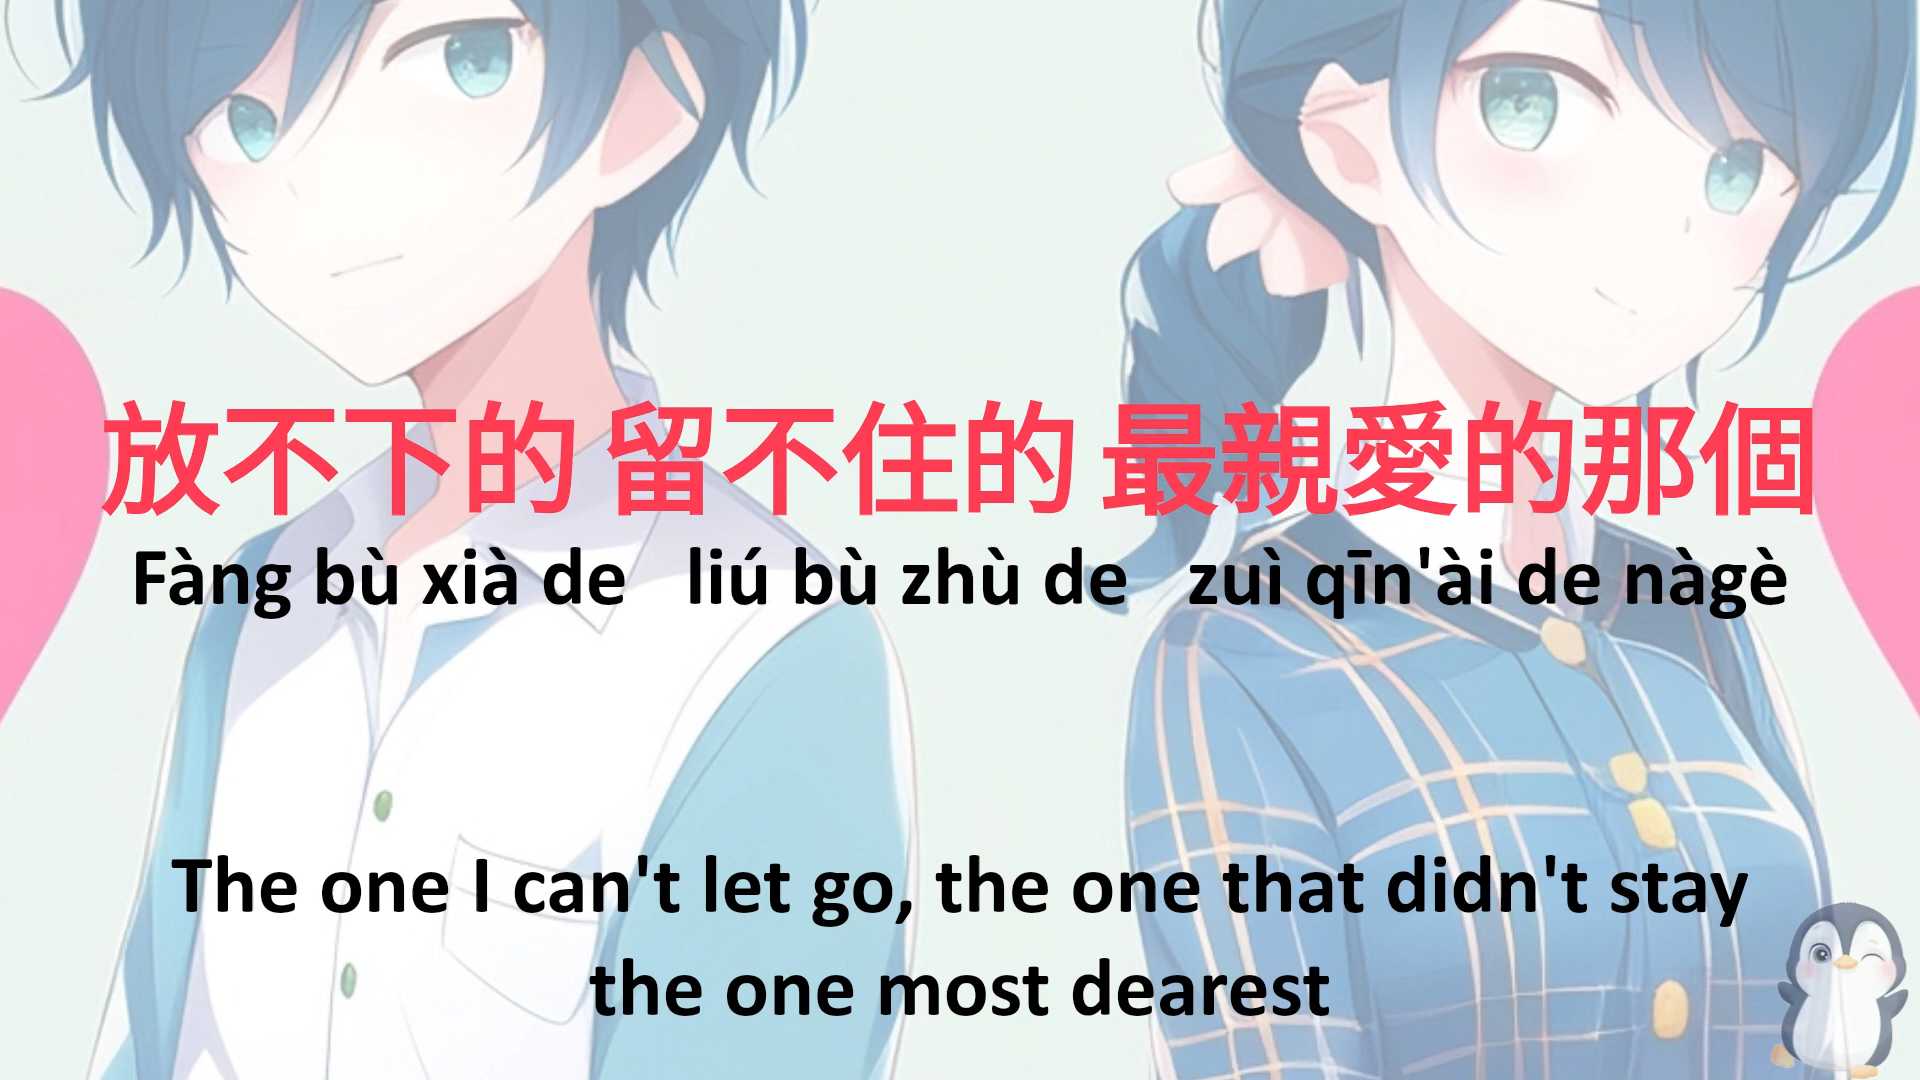 放不下的 留不住的 最親愛的那個
Fàng bù xià de liú bù zhù de zuì qīn'ài de nàgè
The one I can't let go, the one that didn't stay
the one most dearest